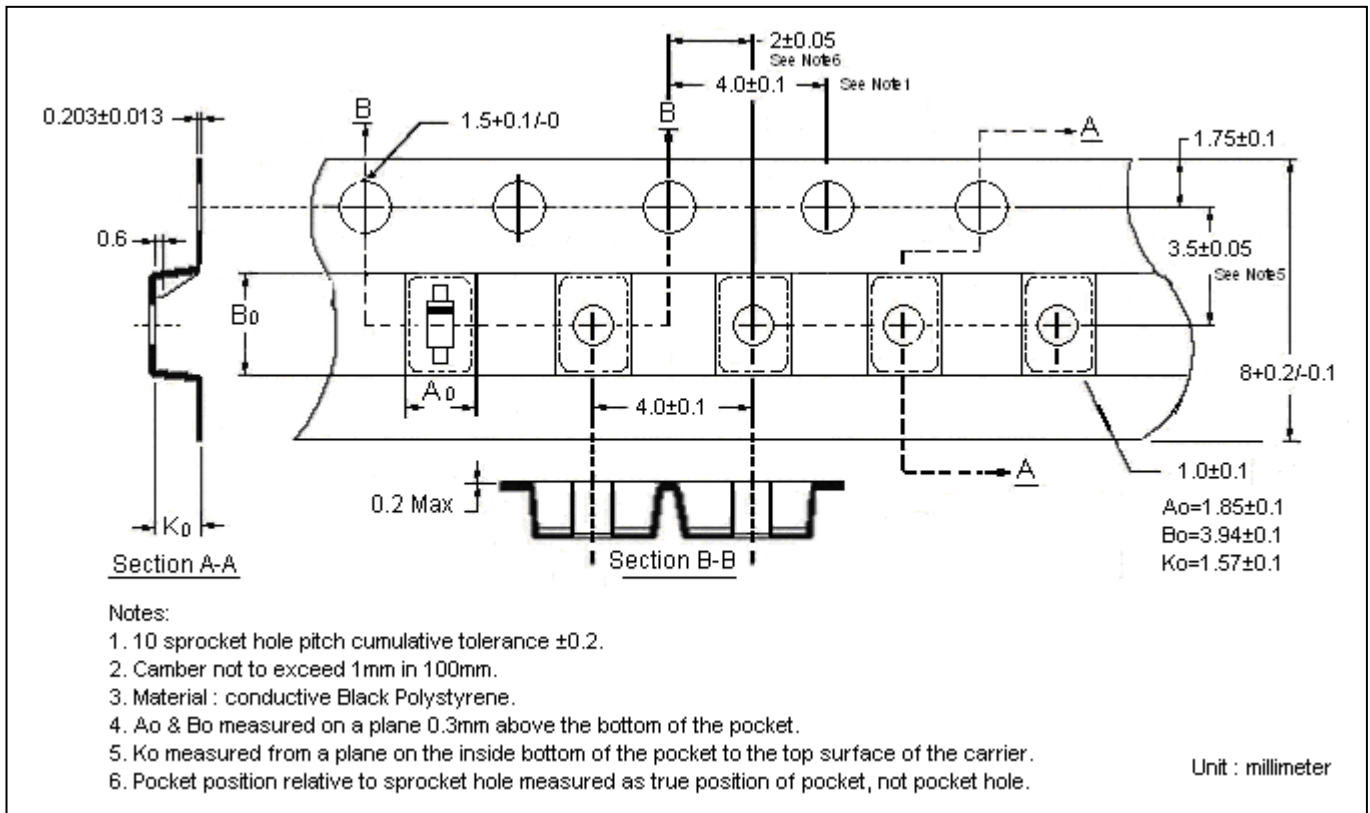 2±0.05
See Note6
4.0±0.1
See Note1
B
B
A
0.203±0.013
1.5+0.1/-0
1.75±0.1
0.6
3.5±0.05
See Note5
B0
A0
4.0±0.1
8+0.2/-0.1
A
1.0±0.1
0.2 Max
K0
Section A-A
Section B-B
Ao=1.85±0.1
Bo=3.94±0.1
Ko=1.57±0.1
Notes:
1. 10 sprocket hole pitch cumulative tolerance ±0.2.
2. Camber not to exceed 1mm in 100mm.
3. Material : conductive Black Polystyrene.
4. Ao & Bo measured on a plane 0.3mm above the bottom of the pocket.
5. Ko measured from a plane on the inside bottom of the pocket to the top surface of the carrier.
6. Pocket position relative to sprocket hole measured as true position of pocket, not pocket hole.
Unit : millimeter